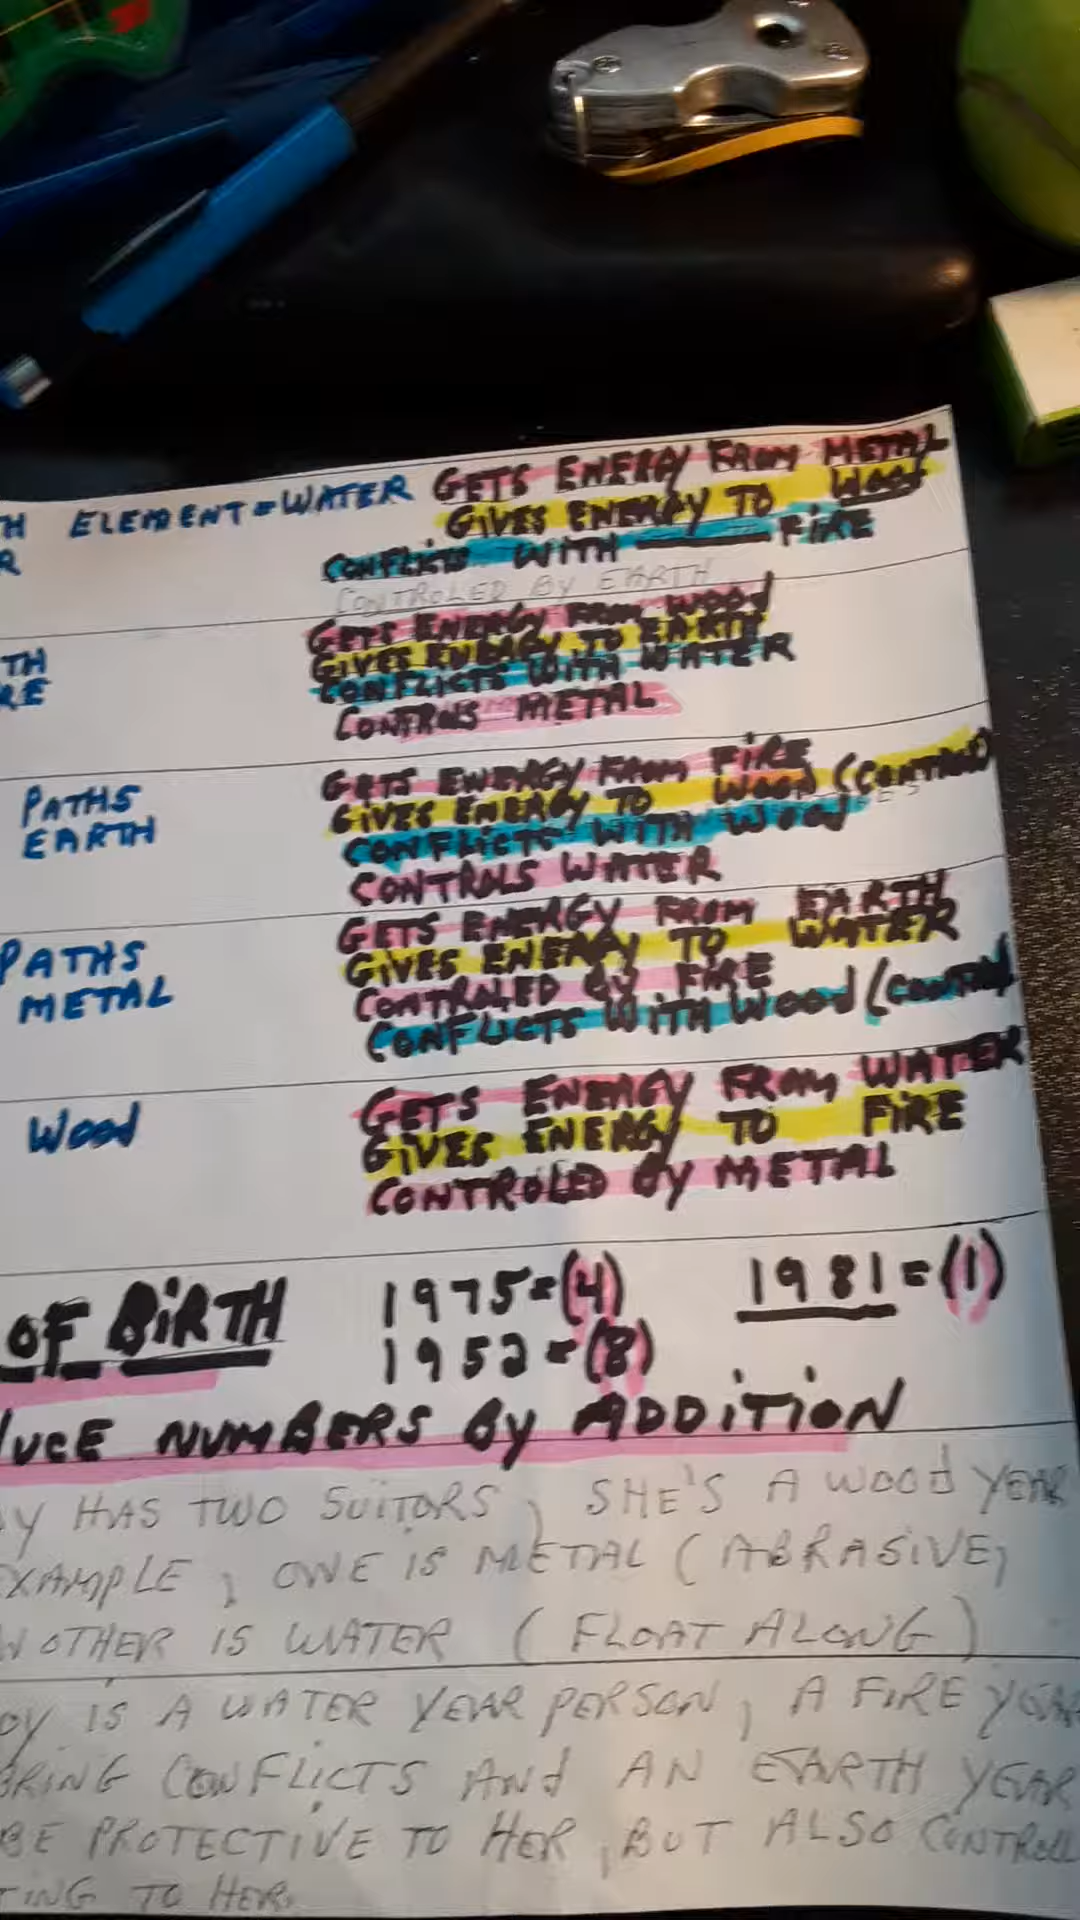 H ELEMENT=WATER GETS ENERGY FROM METAL
R GIVES ENERGY TO WOOD
CONFLICTS WITH — FIRE
CONTROLED BY EARTH
GETS ENERGY FROM WOOD
TH GIVES ENERGY TO EARTH
RE CONFLICTS WITH WATER
CONTROLS METAL
PATHS GETS ENERGY FROM FIRE
EARTH GIVES ENERGY TO WOOD
CONFLICTS WITH WOOD
CONTROLS WATER
PATHS GETS ENERGY FROM EARTH
METAL GIVES ENERGY TO WATER
CONTROLED BY FIRE
CONFLICTS WITH WOOD
Wood GETS ENERGY FROM WATER
GIVES ENERGY TO FIRE
CONTROLED By METAL
OF BiRTH 1975=(4) 1981=(1)
1952=(8)
UCE NUMBERS By ADDITION
Y HAS TWO SUITORS, SHE'S A WOOD YEAR
XAMPLE, ONE IS METAL (ABRASIVE,
OTHER IS WATER (FLOAT ALONG)
DY IS A WATER YEAR PERSON, A FIRE YEAR
BRING CONFLICTS And AN EARTH YEAR
BE PROTECTIVE TO HER, BUT ALSO CONTROLL
TING TO HER.